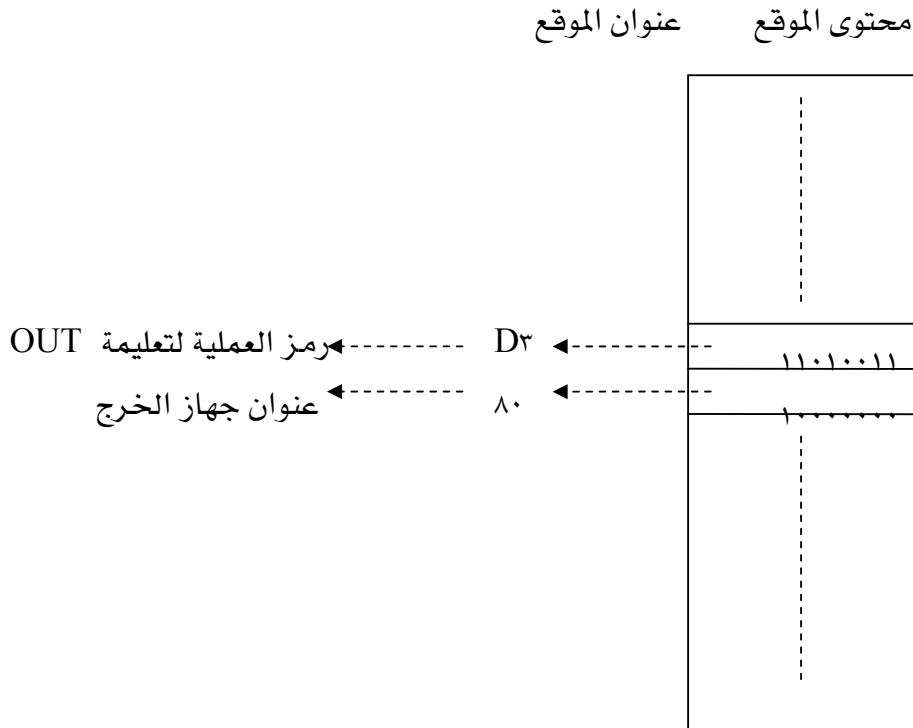 محتوى الموقع عنوان الموقع
١١٠١٠٠١١ D٣ رمز العملية لتعليمة OUT
١٠٠٠٠٠٠٠ ٨٠ عنوان جهاز الخرج